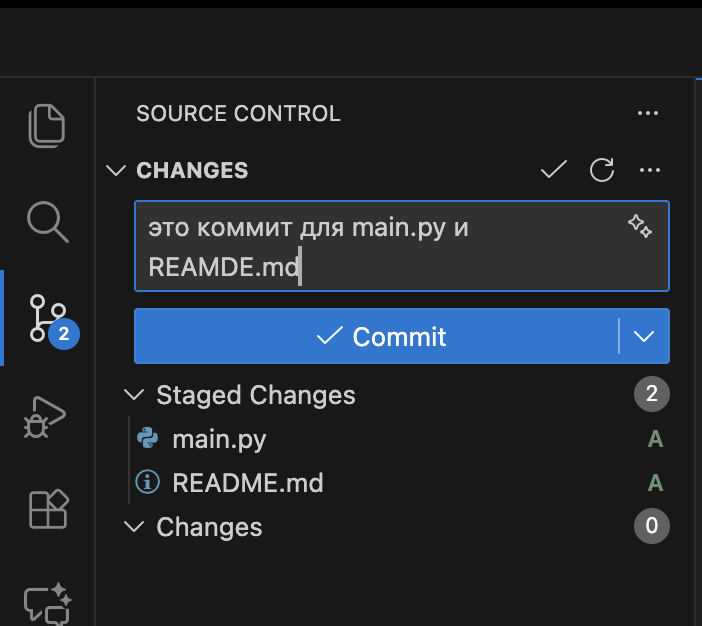 SOURCE CONTROL
CHANGES
это коммит для main.py и
REAMDE.md
Commit
Staged Changes 2
main.py A
README.md A
Changes 0
2